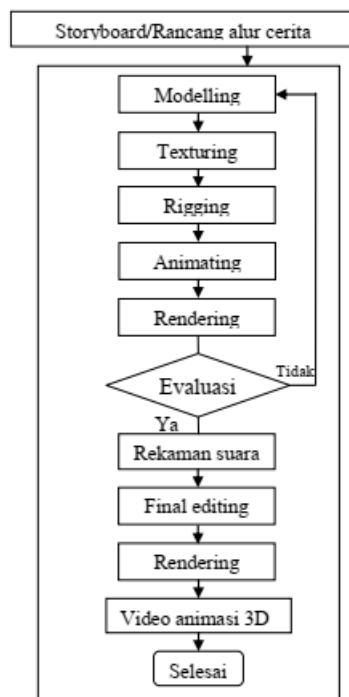 Storyboard/Rancang alur cerita
Modelling
Texturing
Rigging
Animating
Rendering
Evaluasi
Tidak
Ya
Rekaman suara
Final editing
Rendering
Video animasi 3D
Selesai